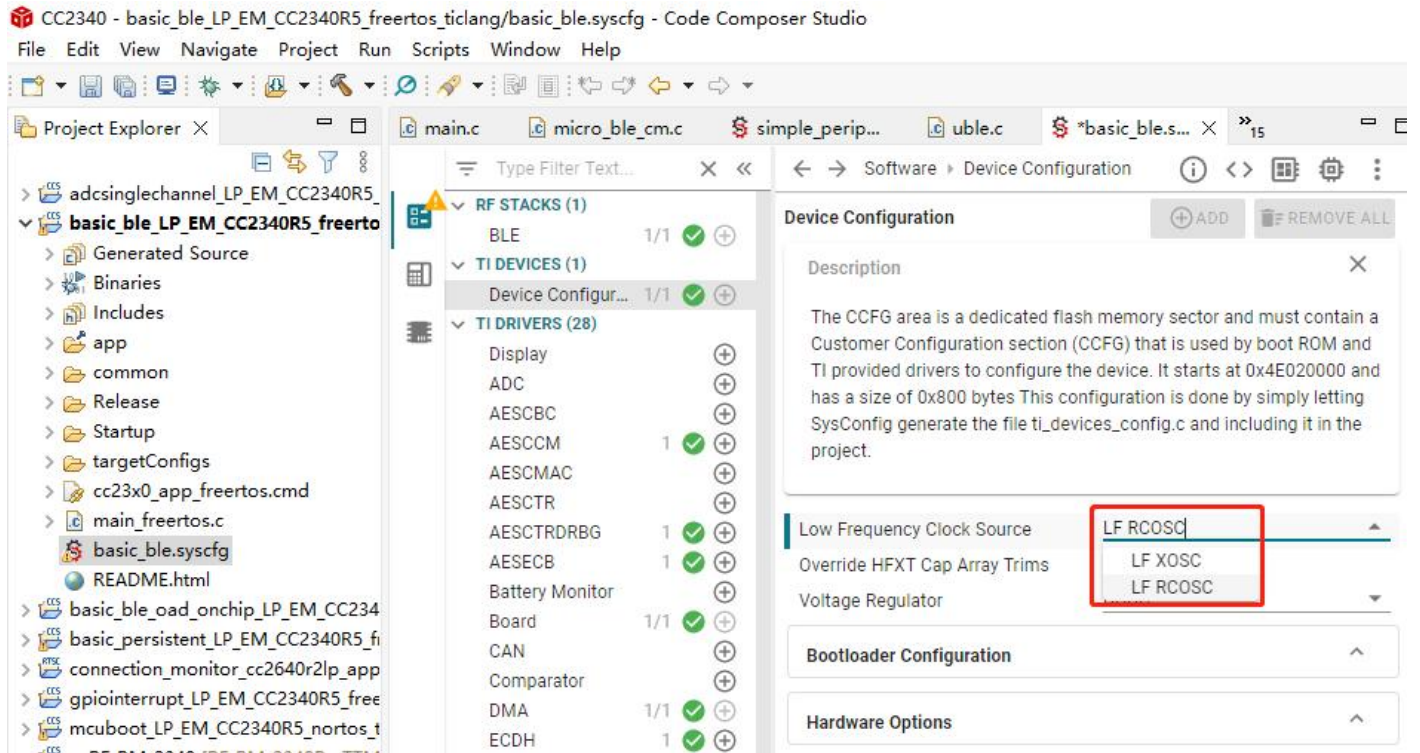 CC2340 - basic_ble_LP_EM_CC2340R5_freertos_ticlang/basic_ble.syscfg - Code Composer Studio
File Edit View Navigate Project Run Scripts Window Help
Project Explorer
main.c micro_ble_cm.c simple_perip... uble.c *basic_ble.s... »15
adcsinglechannel_LP_EM_CC2340R5_
basic_ble_LP_EM_CC2340R5_freerto
Generated Source
Binaries
Includes
app
common
Release
Startup
targetConfigs
cc23x0_app_freertos.cmd
main_freertos.c
basic_ble.syscfg
README.html
basic_ble_oad_onchip_LP_EM_CC234
basic_persistent_LP_EM_CC2340R5_fr
connection_monitor_cc2640r2lp_app
gpiointerrupt_LP_EM_CC2340R5_free
mcuboot_LP_EM_CC2340R5_nortos_t
Type Filter Text...
RF STACKS (1)
BLE 1/1
TI DEVICES (1)
Device Configur... 1/1
TI DRIVERS (28)
Display
ADC
AESCBC
AESCCM 1
AESCMAC
AESCTR
AESCTRDRBG 1
AESECB 1
Battery Monitor
Board 1/1
CAN
Comparator
DMA 1/1
ECDH 1
Software Device Configuration
Device Configuration
ADD
REMOVE ALL
Description
The CCFG area is a dedicated flash memory sector and must contain a
Customer Configuration section (CCFG) that is used by boot ROM and
TI provided drivers to configure the device. It starts at 0x4E020000 and
has a size of 0x800 bytes This configuration is done by simply letting
SysConfig generate the file ti_devices_config.c and including it in the
project.
Low Frequency Clock Source LF RCOSC
LF XOSC
LF RCOSC
Override HFXT Cap Array Trims
Voltage Regulator
Bootloader Configuration
Hardware Options